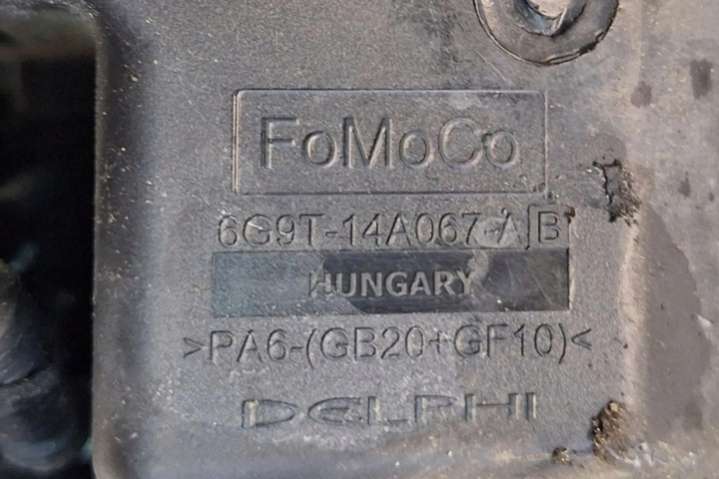 FoMoCo
6G9T-14A067-AB
HUNGARY
>PA6-(GB20+GF10)<
DELPHI